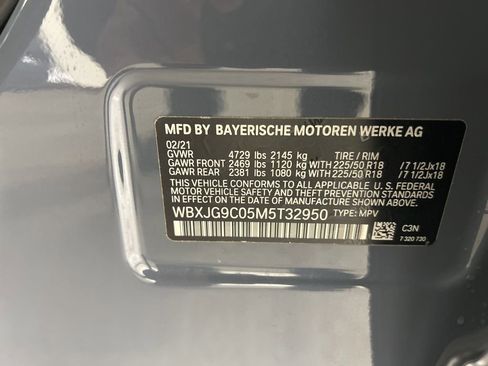 MFD BY BAYERISCHE MOTOREN WERKE AG
02/21
GVWR 4729 lbs 2145 kg TIRE / RIM
GAWR FRONT 2469 lbs 1120 kg WITH 225/50 R18 / 7 1/2Jx18
GAWR REAR 2381 lbs 1080 kg WITH 225/50 R18 / 7 1/2Jx18
THIS VEHICLE CONFORMS TO ALL APPLICABLE U.S. FEDERAL
MOTOR VEHICLE SAFETY AND THEFT PREVENTION STANDARDS
IN EFFECT ON THE DATE OF MANUFACTURE SHOWN ABOVE.
WBXJG9C05M5T32950 TYPE: MPV
C3N
7 320 730